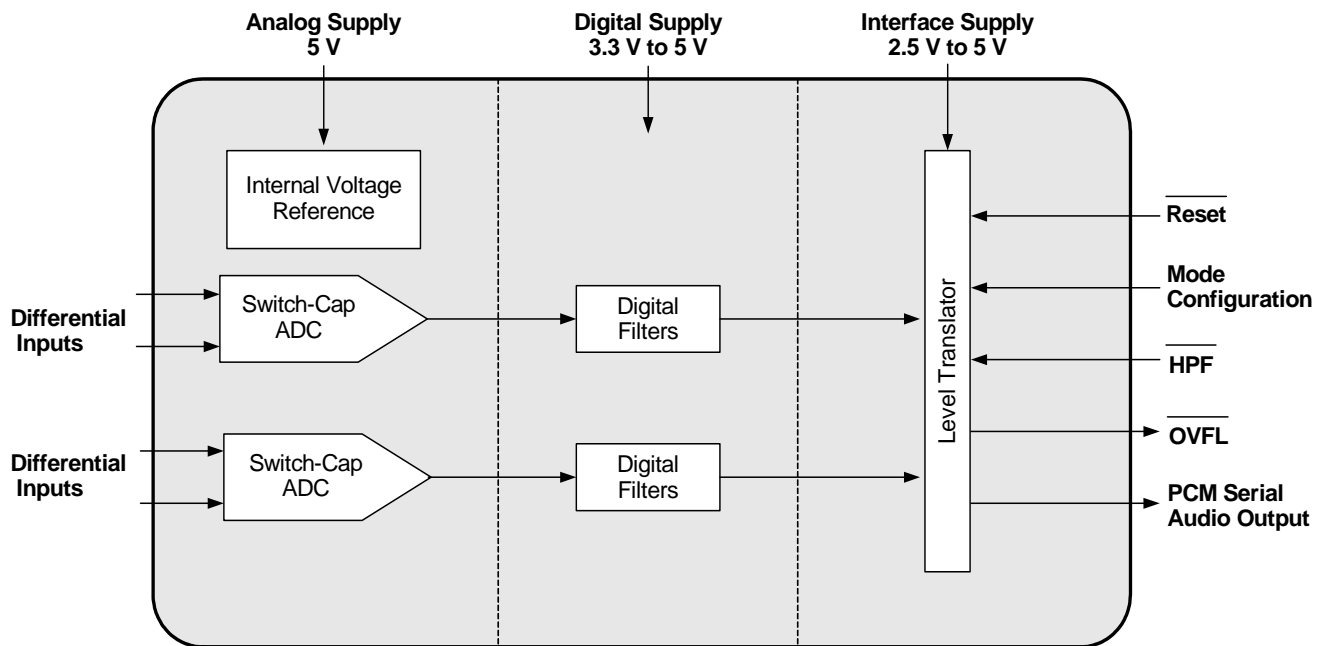 Analog Supply
5 V
Digital Supply
3.3 V to 5 V
Interface Supply
2.5 V to 5 V
Internal Voltage
Reference
Differential
Inputs
Switch-Cap
ADC
Digital
Filters
Differential
Inputs
Switch-Cap
ADC
Digital
Filters
Level Translator
Reset
Mode
Configuration
HPF
OVFL
PCM Serial
Audio Output